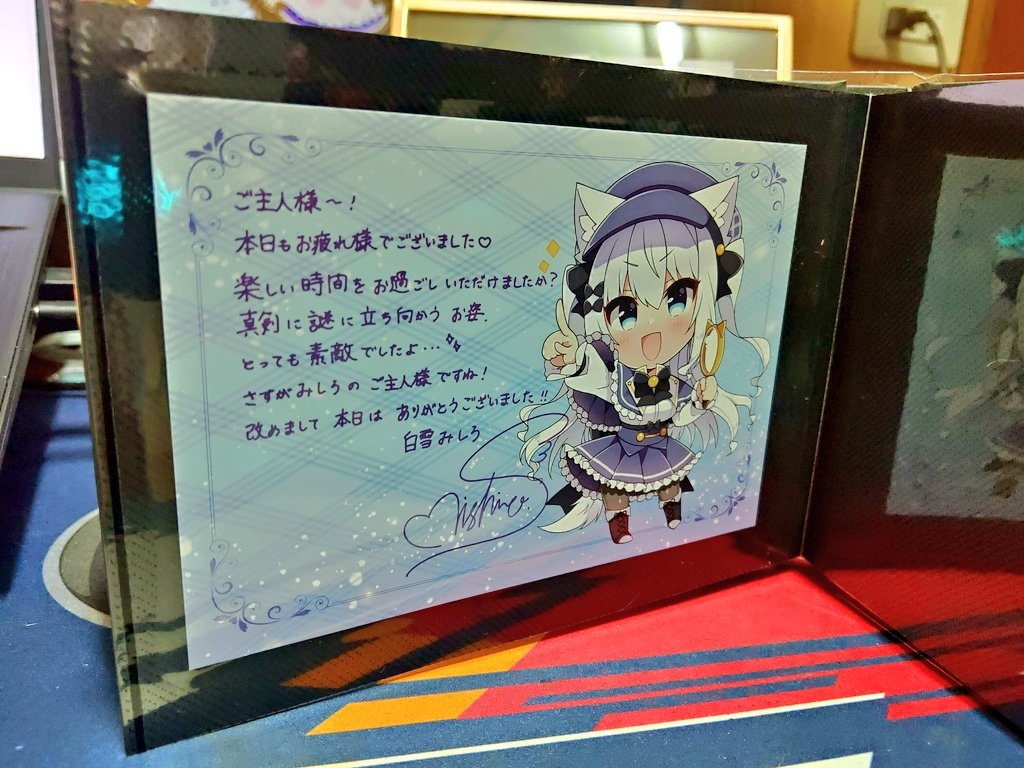 ご主人様〜！
本日もお疲れ様でございました♡
楽しい時間をお過ごしいただけましたか？
真剣に謎に立ち向かうお姿、
とっても素敵でしたよ…
さすがみしろのご主人様ですね！
改めまして本日はありがとうございました!!
白雪みしろ
Mishiro